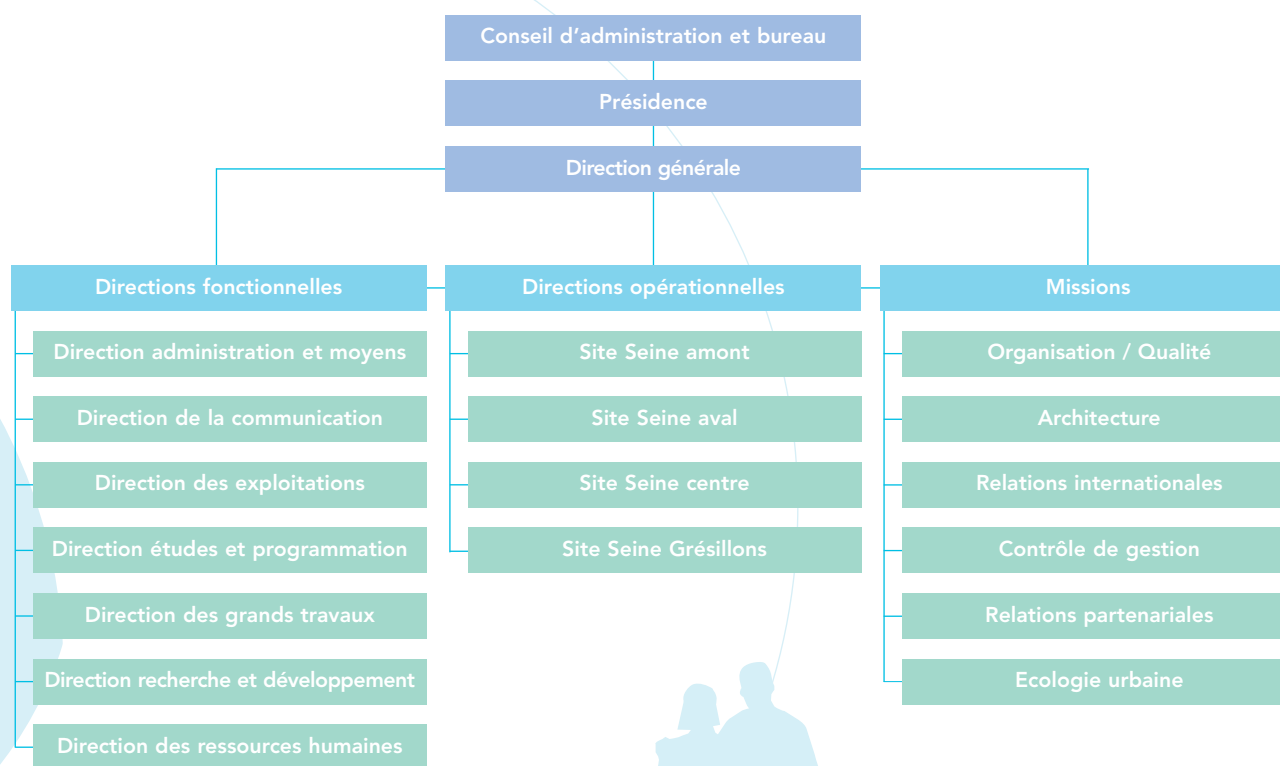 Conseil d’administration et bureau
Présidence
Direction générale
Directions fonctionnelles
Direction administration et moyens
Direction de la communication
Direction des exploitations
Direction études et programmation
Direction des grands travaux
Direction recherche et développement
Direction des ressources humaines
Directions opérationnelles
Site Seine amont
Site Seine aval
Site Seine centre
Site Seine Grésillons
Missions
Organisation / Qualité
Architecture
Relations internationales
Contrôle de gestion
Relations partenariales
Ecologie urbaine